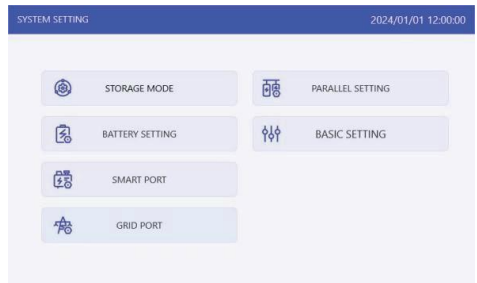 SYSTEM SETTING 2024/01/01 12:00:00
STORAGE MODE
BATTERY SETTING
SMART PORT
GRID PORT
PARALLEL SETTING
BASIC SETTING